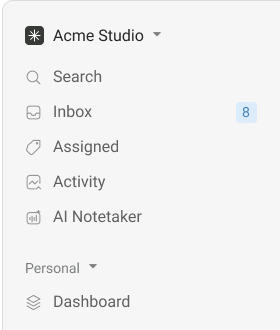 Acme Studio
Search
Inbox 8
Assigned
Activity
AI Notetaker
Personal
Dashboard